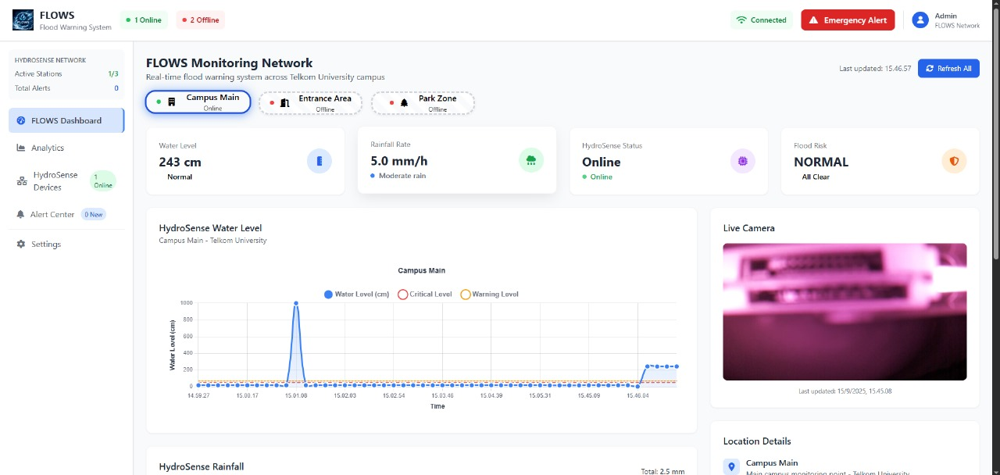 FLOWS
Flood Warning System
1 Online
2 Offline
Connected
Emergency Alert
Admin
FLOWS Network
HYDROSENSE NETWORK
Active Stations 1/3
Total Alerts 0
FLOWS Dashboard
Analytics
HydroSense Devices
1 Online
Alert Center
0 New
Settings
FLOWS Monitoring Network
Real-time flood warning system across Telkom University campus
Last updated: 15.46.57
Refresh All
Campus Main
Online
Entrance Area
Offline
Park Zone
Offline
Water Level
243 cm
Normal
Rainfall Rate
5.0 mm/h
Moderate rain
HydroSense Status
Online
Online
Flood Risk
NORMAL
All Clear
HydroSense Water Level
Campus Main - Telkom University
Campus Main
Water Level (cm) Critical Level Warning Level
Water Level (cm)
1000
800
600
400
200
0
14.59.27 15.00.17 15.01.08 15.02.03 15.02.54 15.03.46 15.04.39 15.05.31 15.45.09 15.46.04
Time
Live Camera
Last updated: 15/9/2025, 15.45.08
Location Details
Campus Main
Main campus monitoring point - Telkom University
HydroSense Rainfall
Total: 2.5 mm